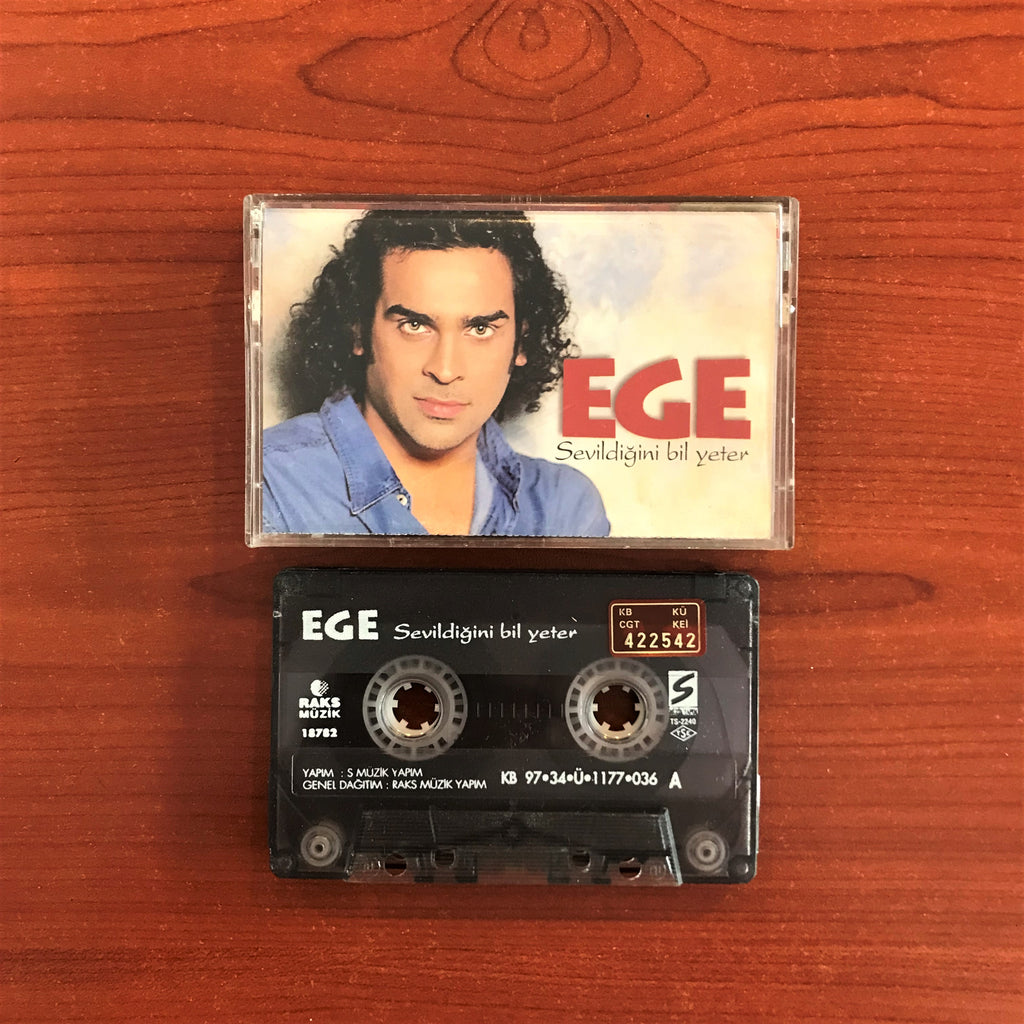 EGE
Sevildiğini bil yeter
EGE Sevildiğini bil yeter
KB KÜ
CGT KEİ
422542
RAKS
MÜZİK
18782
S
TS-2240
TSE
YAPIM : S MÜZİK YAPIM
GENEL DAĞITIM : RAKS MÜZİK YAPIM
KB 97•34•Ü•1177•036 A